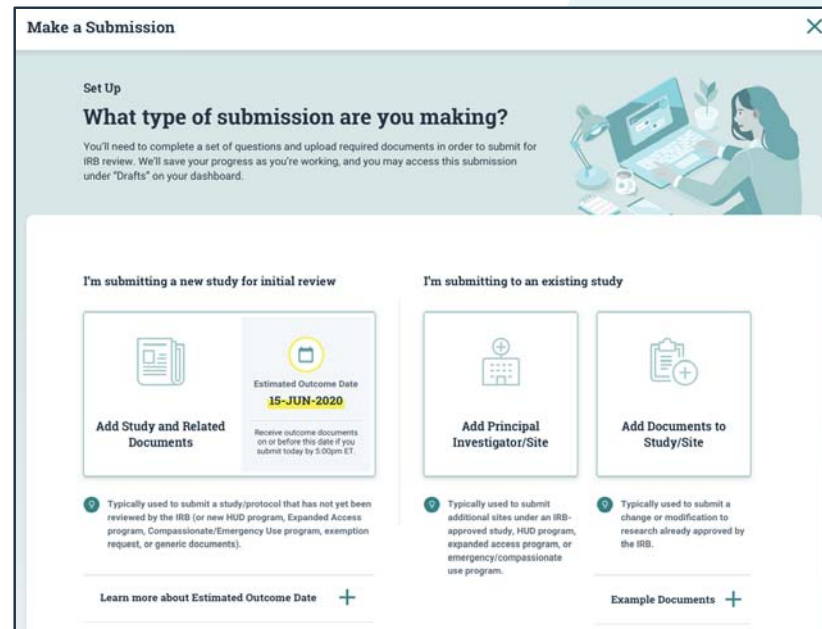 Make a Submission
Set Up
What type of submission are you making?
You'll need to complete a set of questions and upload required documents in order to submit for
IRB review. We'll save your progress as you're working, and you may access this submission
under "Drafts" on your dashboard.
I'm submitting a new study for initial review
Add Study and Related
Documents
Estimated Outcome Date
15-JUN-2020
Receive outcome documents
on or before this date if you
submit today by 5:00pm ET.
Typically used to submit a study/protocol that has not yet been
reviewed by the IRB (or new HUD program, Expanded Access
program, Compassionate/Emergency Use program, exemption
request, or generic documents).
Learn more about Estimated Outcome Date
I'm submitting to an existing study
Add Principal
Investigator/Site
Typically used to submit
additional sites under an IRB-
approved study, HUD program,
expanded access program, or
emergency/compassionate
use program.
Add Documents to
Study/Site
Typically used to submit a
change or modification to
research already approved by
the IRB.
Example Documents